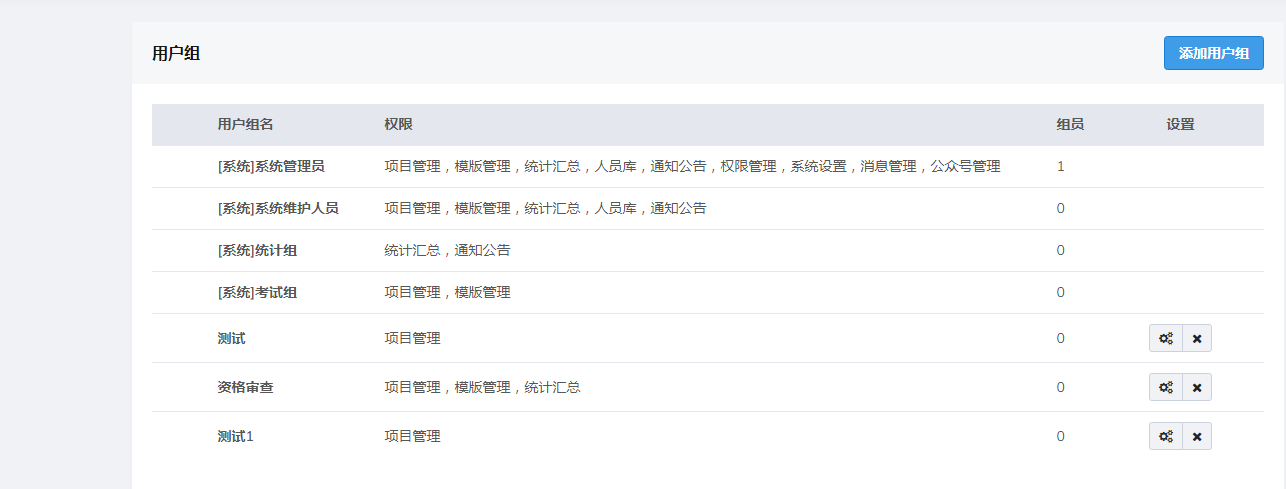 用户组 添加用户组
用户组名 权限 组员 设置
[系统]系统管理员 项目管理，模版管理，统计汇总，人员库，通知公告，权限管理，系统设置，消息管理，公众号管理 1
[系统]系统维护人员 项目管理，模版管理，统计汇总，人员库，通知公告 0
[系统]统计组 统计汇总，通知公告 0
[系统]考试组 项目管理，模版管理 0
测试 项目管理 0
资格审查 项目管理，模版管理，统计汇总 0
测试1 项目管理 0